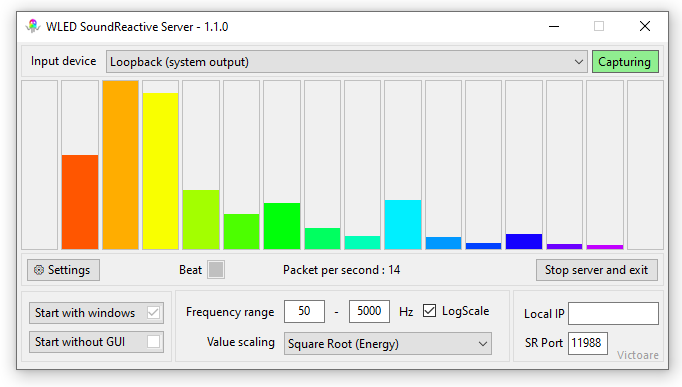 WLED SoundReactive Server - 1.1.0
Input device Loopback (system output) Capturing
Settings Beat Packet per second : 14 Stop server and exit
Start with windows Frequency range 50 - 5000 Hz LogScale Local IP
Start without GUI Value scaling Square Root (Energy) SR Port 11988
Victoare